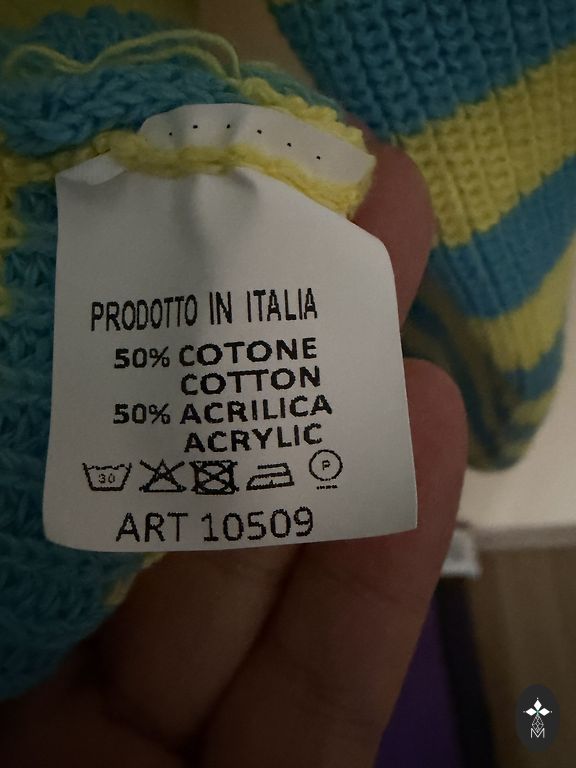 PRODOTTO IN ITALIA
50% COTONE
COTTON
50% ACRILICA
ACRYLIC
30 P
ART 10509
M